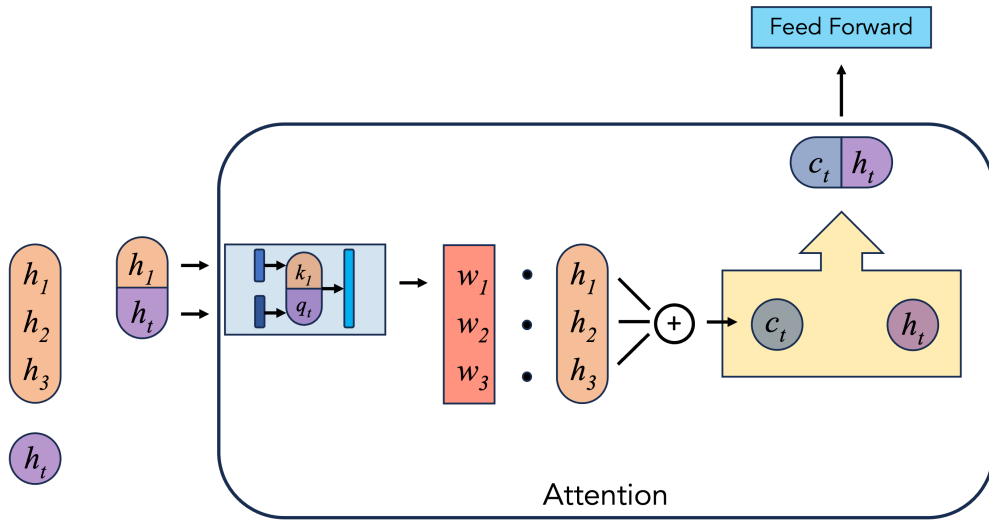 Feed Forward
c_t h_t
h_1
h_2
h_3
h_t
h_1
h_t
k_1
q_t
w_1
w_2
w_3
h_1
h_2
h_3
+
c_t
h_t
Attention